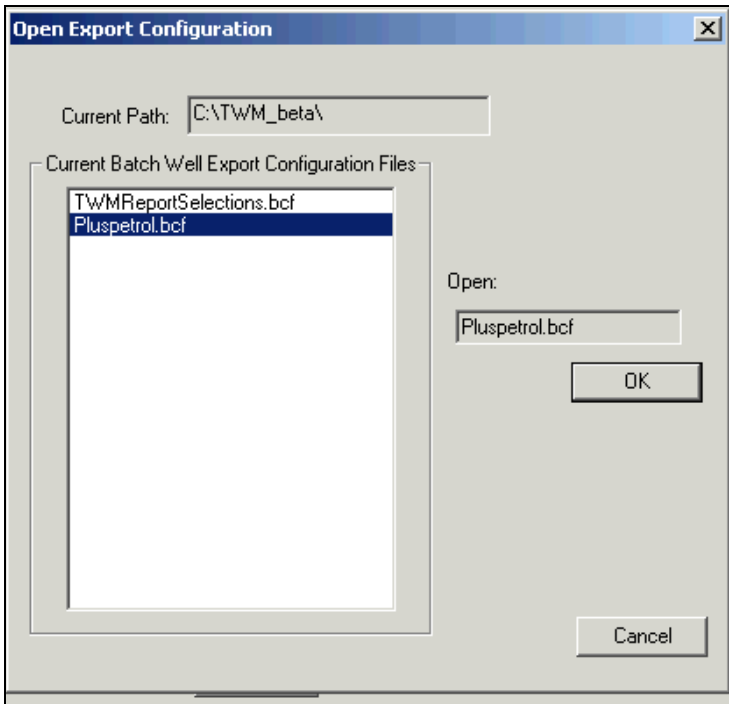 Open Export Configuration
Current Path: C:\TWM_beta\
Current Batch Well Export Configuration Files
TWMReportSelections.bcf
Pluspetrol.bcf
Open:
Pluspetrol.bcf
OK
Cancel